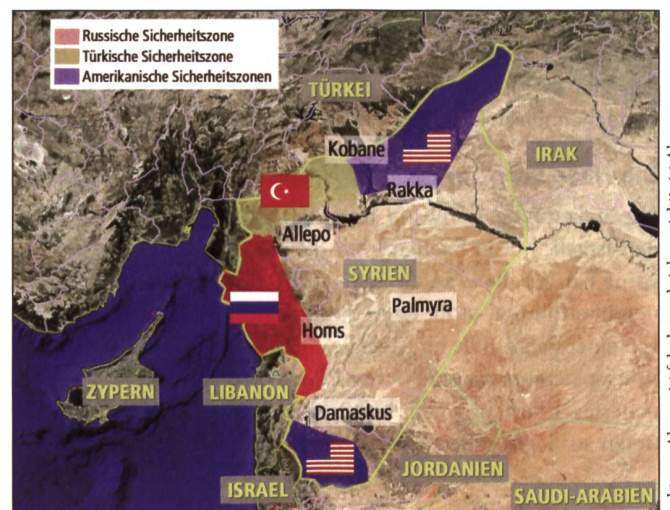 Russische Sicherheitszone
Türkische Sicherheitszone
Amerikanische Sicherheitszonen
TÜRKEI
Kobane
IRAK
Rakka
Allepo
SYRIEN
Palmyra
Homs
ZYPERN
LIBANON
Damaskus
JORDANIEN
ISRAEL
SAUDI-ARABIEN